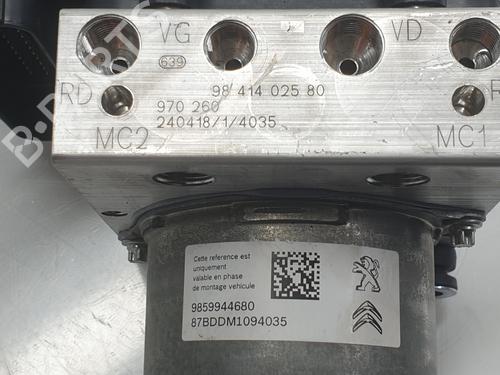 VG
VD
639
98 414 025 80
RD
R
970 260
240418/1/4035
MC2
MC1
Cette reference est
uniquement
valable en phase
de montage vehicule
9859944680
87BDDM1094035
B-PARTS